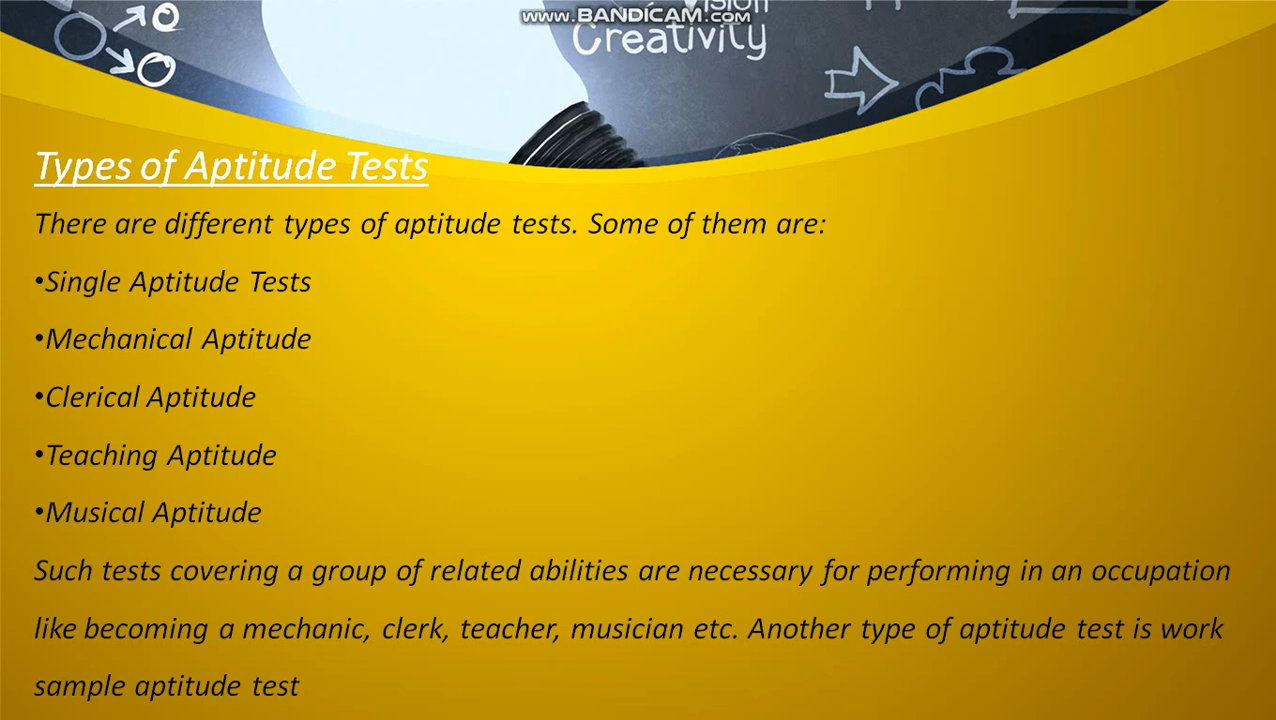 www.BANDICAM.com
Vision
Creativity
Types of Aptitude Tests
There are different types of aptitude tests. Some of them are:
•Single Aptitude Tests
•Mechanical Aptitude
•Clerical Aptitude
•Teaching Aptitude
•Musical Aptitude
Such tests covering a group of related abilities are necessary for performing in an occupation
like becoming a mechanic, clerk, teacher, musician etc. Another type of aptitude test is work
sample aptitude test